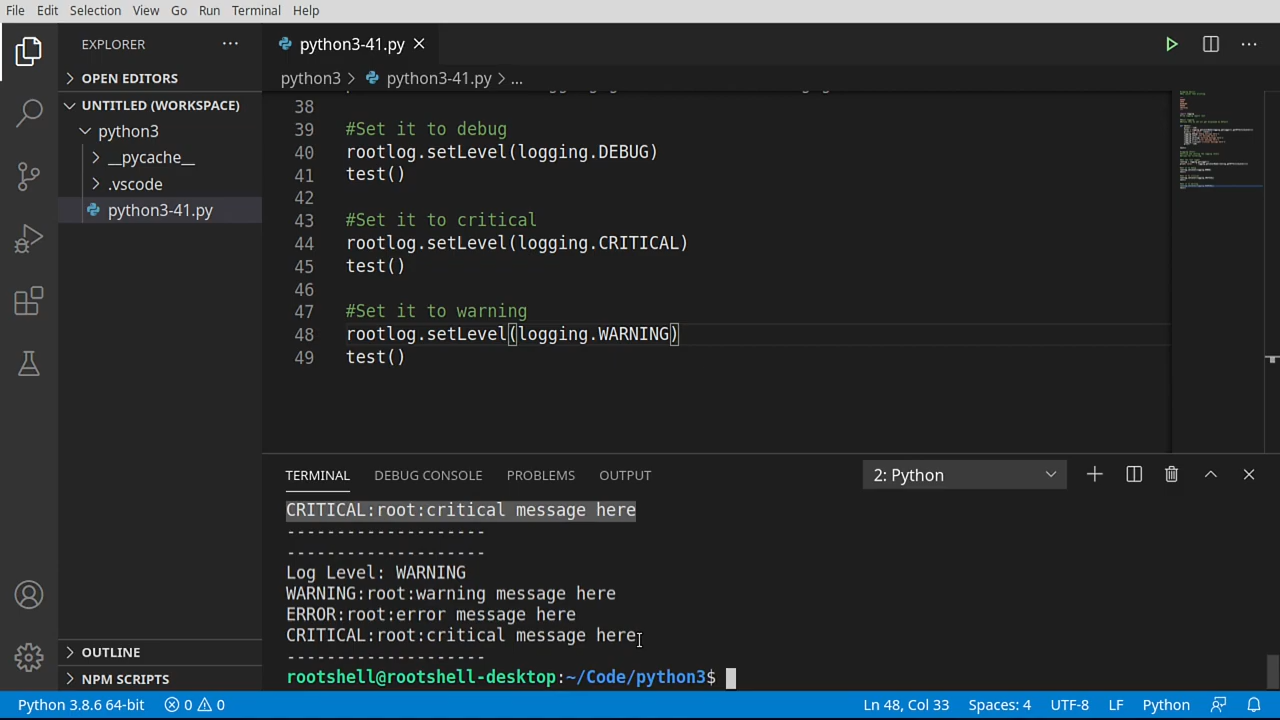 File Edit Selection View Go Run Terminal Help
EXPLORER
OPEN EDITORS
UNTITLED (WORKSPACE)
python3
__pycache__
.vscode
python3-41.py
OUTLINE
NPM SCRIPTS
python3-41.py
python3 > python3-41.py > ...
38
39 #Set it to debug
40 rootlog.setLevel(logging.DEBUG)
41 test()
42
43 #Set it to critical
44 rootlog.setLevel(logging.CRITICAL)
45 test()
46
47 #Set it to warning
48 rootlog.setLevel(logging.WARNING)
49 test()
TERMINAL DEBUG CONSOLE PROBLEMS OUTPUT 2: Python
CRITICAL:root:critical message here
--------------------
--------------------
Log Level: WARNING
WARNING:root:warning message here
ERROR:root:error message here
CRITICAL:root:critical message here
--------------------
rootshell@rootshell-desktop:~/Code/python3$
Python 3.8.6 64-bit 0 0 Ln 48, Col 33 Spaces: 4 UTF-8 LF Python